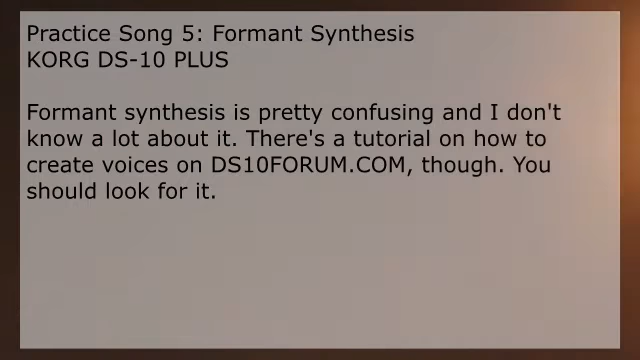 Practice Song 5: Formant Synthesis
KORG DS-10 PLUS
Formant synthesis is pretty confusing and I don't
know a lot about it. There's a tutorial on how to
create voices on DS10FORUM.COM, though. You
should look for it.